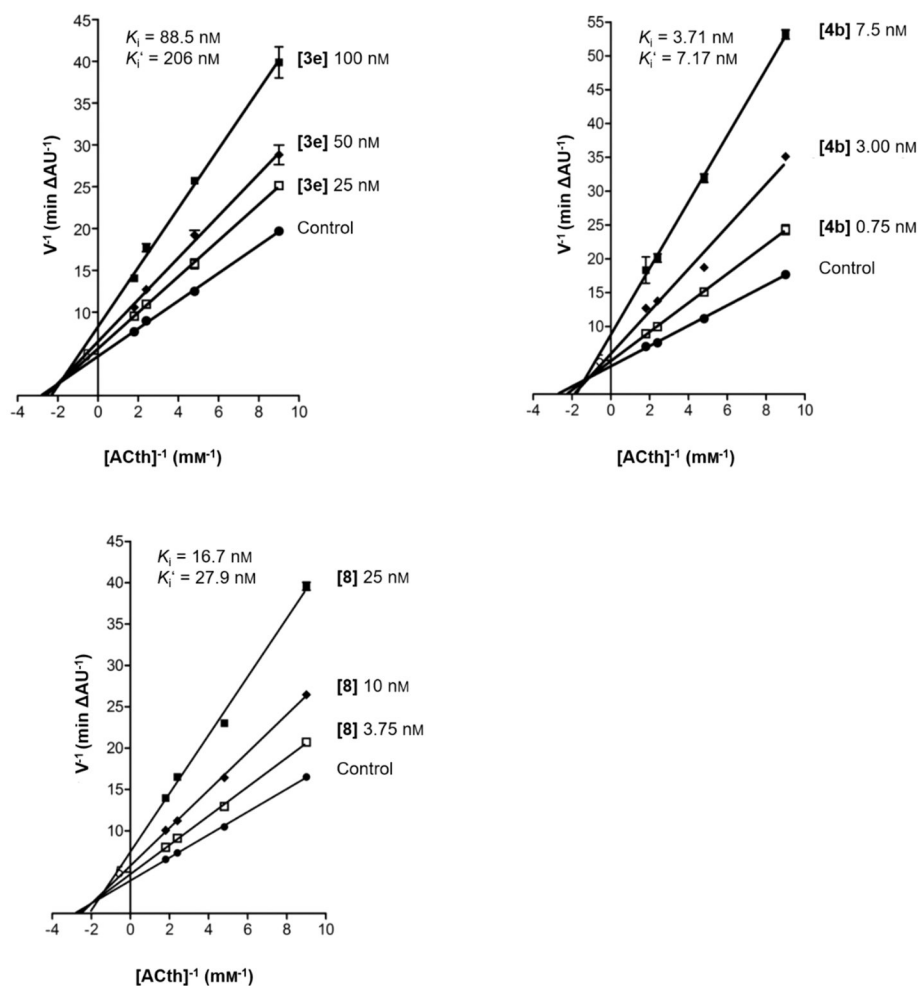 45
40
35
30
20
10
V⁻¹ (min ΔAU⁻¹)
Kᵢ = 88.5 nM
Kᵢ‘ = 206 nM
[3e] 100 nM
[3e] 50 nM
[3e] 25 nM
Control
-4 -2 0 2 4 6 8 10
[ACth]⁻¹ (mM⁻¹)
55
50
45
40
35
30
20
10
V⁻¹ (min ΔAU⁻¹)
Kᵢ = 3.71 nM
Kᵢ‘ = 7.17 nM
[4b] 7.5 nM
[4b] 3.00 nM
[4b] 0.75 nM
Control
-4 -2 0 2 4 6 8 10
[ACth]⁻¹ (mM⁻¹)
45
40
35
30
20
10
V⁻¹ (min ΔAU⁻¹)
Kᵢ = 16.7 nM
Kᵢ‘ = 27.9 nM
[8] 25 nM
[8] 10 nM
[8] 3.75 nM
Control
-4 -2 0 2 4 6 8 10
[ACth]⁻¹ (mM⁻¹)